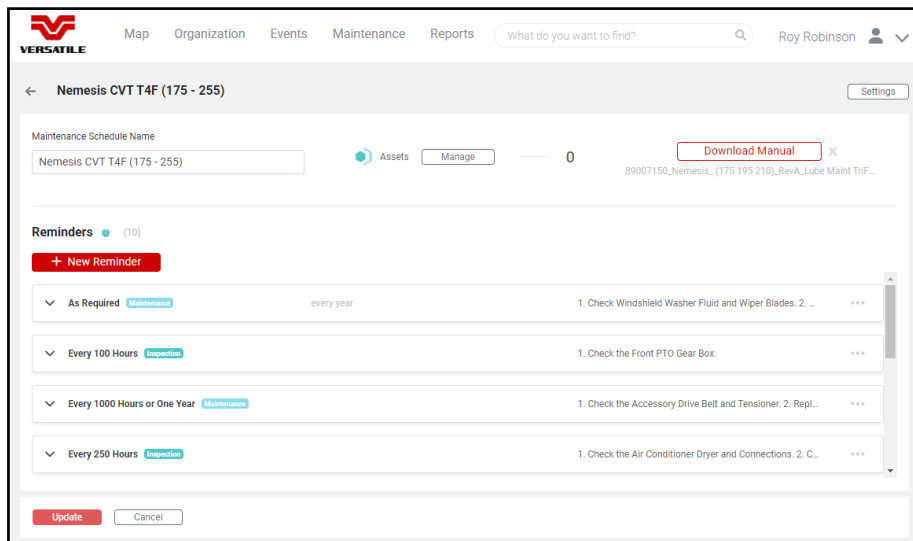 Map Organization Events Maintenance Reports What do you want to find? Roy Robinson
VERSATILE
Nemesis CVT T4F (175 - 255) Settings
Maintenance Schedule Name
Nemesis CVT T4F (175 - 255) Assets Manage 0 Download Manual
89007150_Nemesis_ (175 195 210)_RevA_Lube Maint TriF...
Reminders (10)
+ New Reminder
As Required Maintenance every year 1. Check Windshield Washer Fluid and Wiper Blades. 2. ...
Every 100 Hours Inspection 1. Check the Front PTO Gear Box.
Every 1000 Hours or One Year Maintenance 1. Check the Accessory Drive Belt and Tensioner. 2. Repl...
Every 250 Hours Inspection 1. Check the Air Conditioner Dryer and Connections. 2. C...
Update Cancel